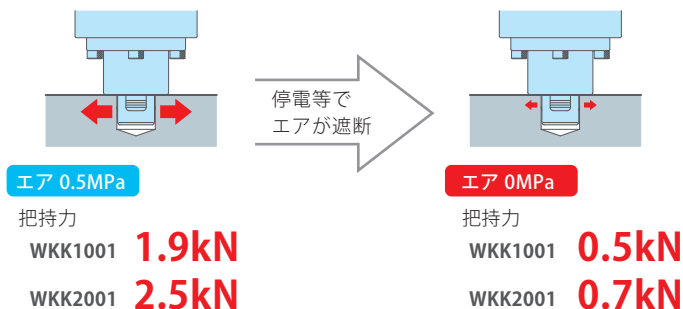 停電等で
エアが遮断
エア 0.5MPa
把持力
WKK1001 1.9kN
WKK2001 2.5kN
エア 0MPa
把持力
WKK1001 0.5kN
WKK2001 0.7kN